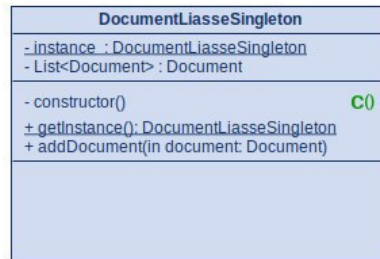 DocumentLiasseSingleton
- instance : DocumentLiasseSingleton
- List<Document> : Document
- constructor() C()
+ getInstance(): DocumentLiasseSingleton
+ addDocument(in document: Document)